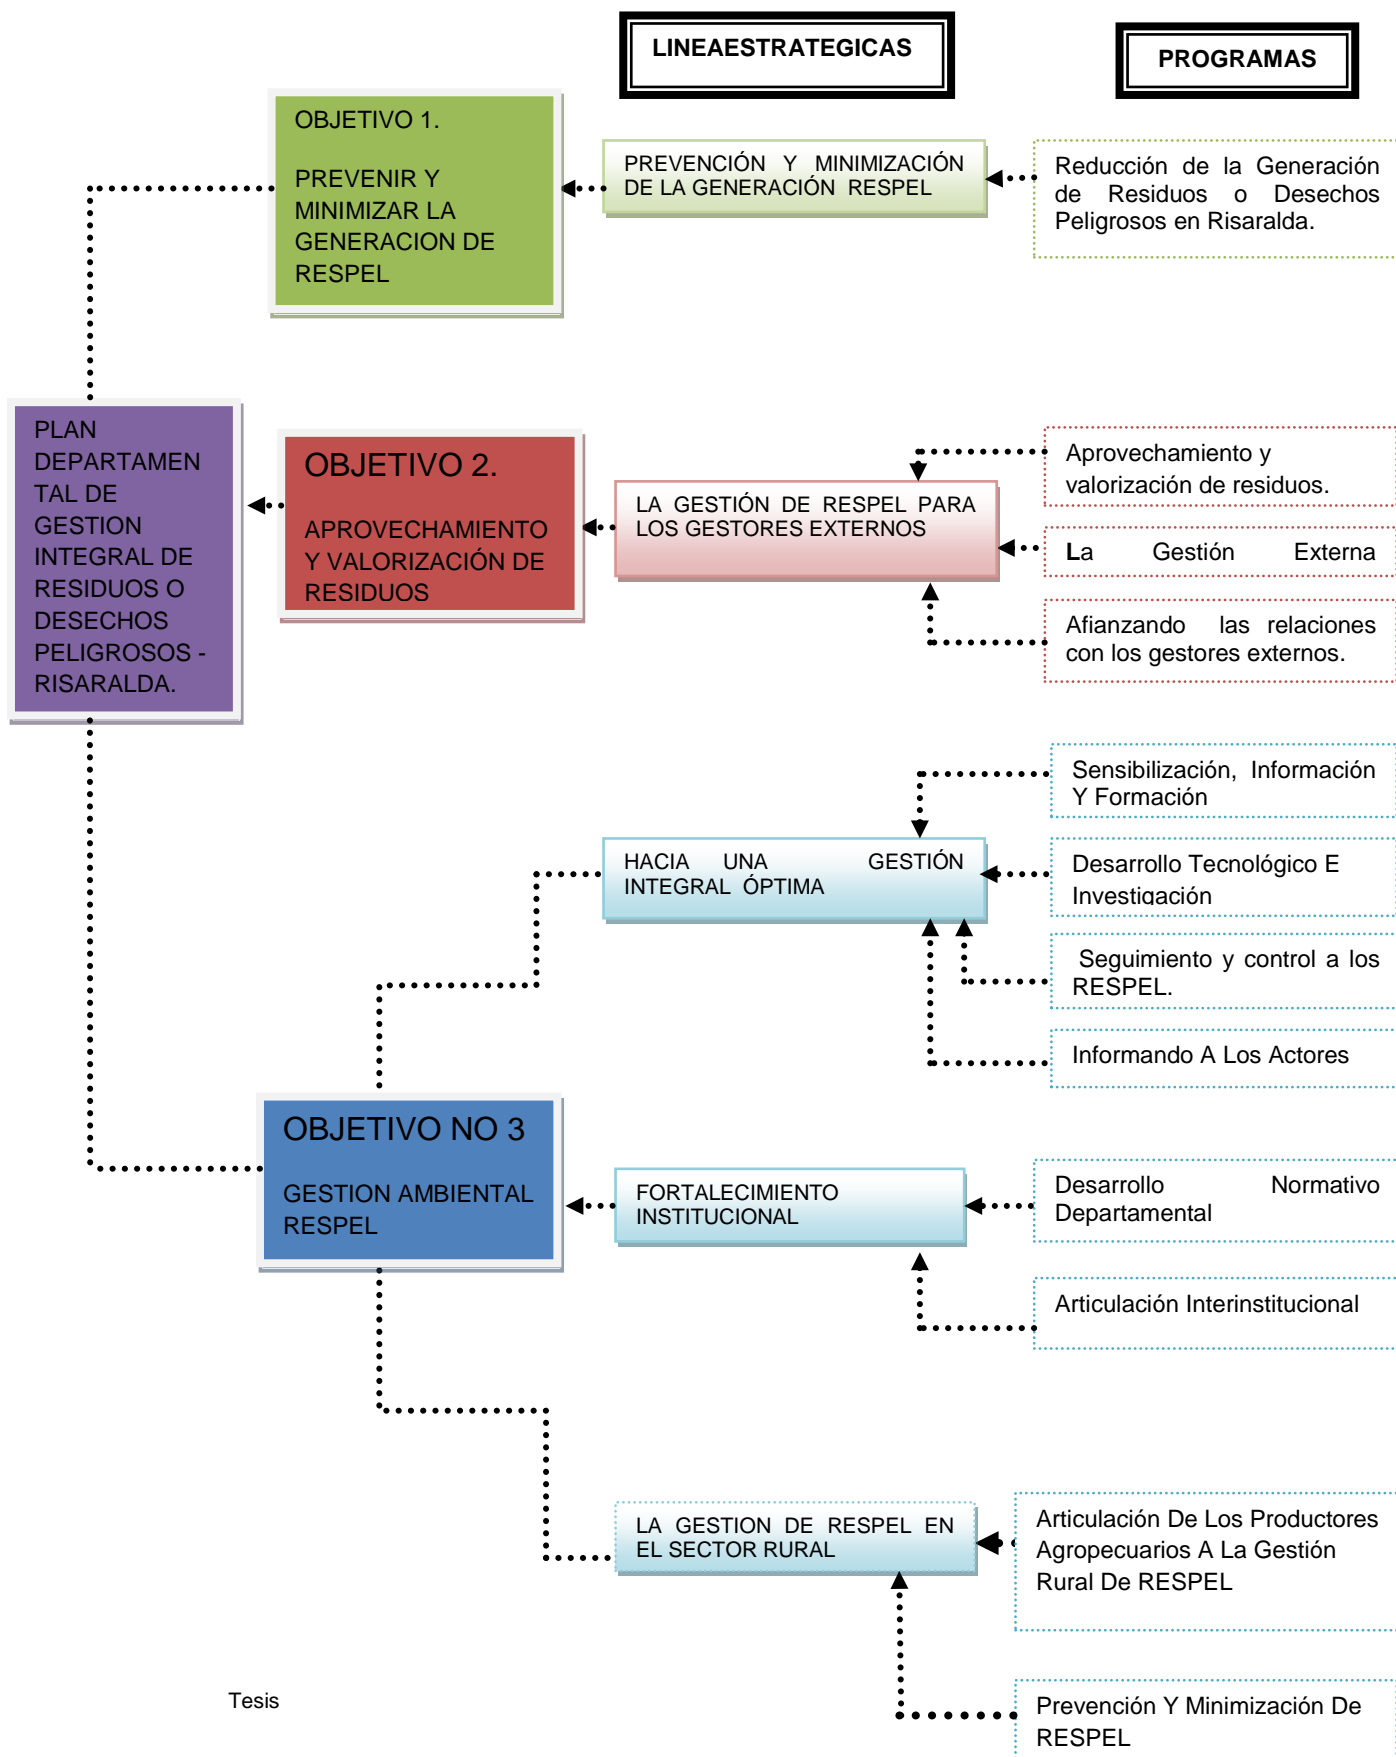 LINEAESTRATEGICAS
PROGRAMAS
OBJETIVO 1.
PREVENIR Y
MINIMIZAR LA
GENERACION DE
RESPEL
PREVENCIÓN Y MINIMIZACIÓN
DE LA GENERACIÓN RESPEL
Reducción de la Generación
de Residuos o Desechos
Peligrosos en Risaralda.
PLAN
DEPARTAMEN
TAL DE
GESTION
INTEGRAL DE
RESIDUOS O
DESECHOS
PELIGROSOS -
RISARALDA.
OBJETIVO 2.
APROVECHAMIENTO
Y VALORIZACIÓN DE
RESIDUOS
LA GESTIÓN DE RESPEL PARA
LOS GESTORES EXTERNOS
Aprovechamiento y
valorización de residuos.
La Gestión Externa
Afianzando las relaciones
con los gestores externos.
HACIA UNA GESTIÓN
INTEGRAL ÓPTIMA
Sensibilización, Información
Y Formación
Desarrollo Tecnológico E
Investigación
Seguimiento y control a los
RESPEL.
Informando A Los Actores
OBJETIVO NO 3
GESTION AMBIENTAL
RESPEL
FORTALECIMIENTO
INSTITUCIONAL
Desarrollo Normativo
Departamental
Articulación Interinstitucional
LA GESTION DE RESPEL EN
EL SECTOR RURAL
Articulación De Los Productores
Agropecuarios A La Gestión
Rural De RESPEL
Prevención Y Minimización De
RESPEL
Tesis